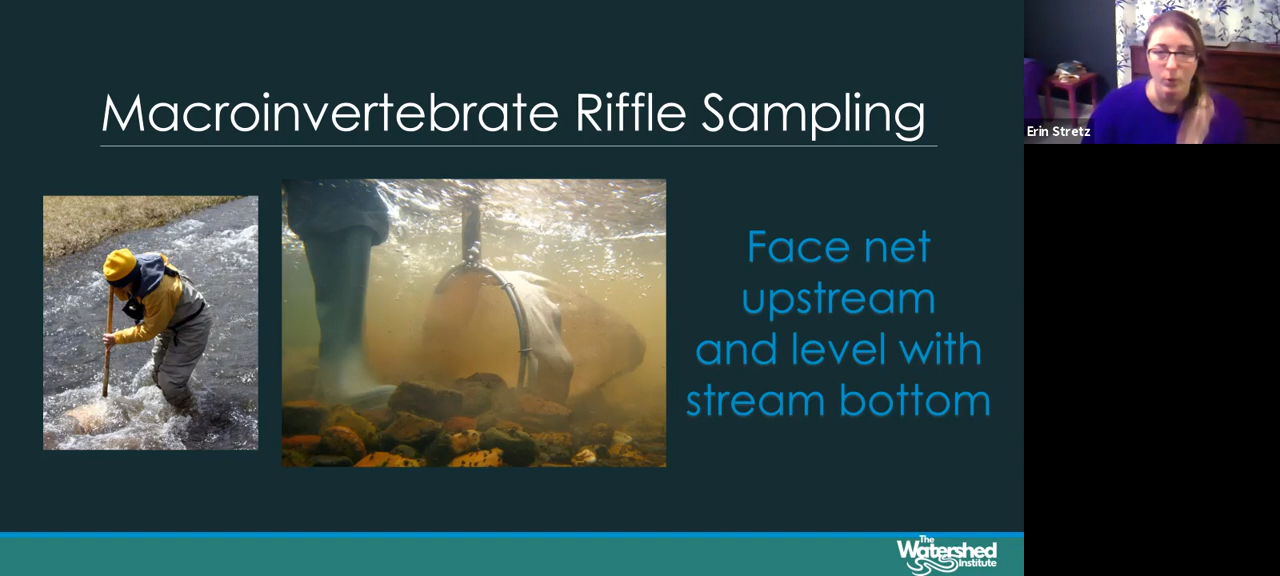 Macroinvertebrate Riffle Sampling
Face net
upstream
and level with
stream bottom
Erin Stretz
The
Watershed
Institute